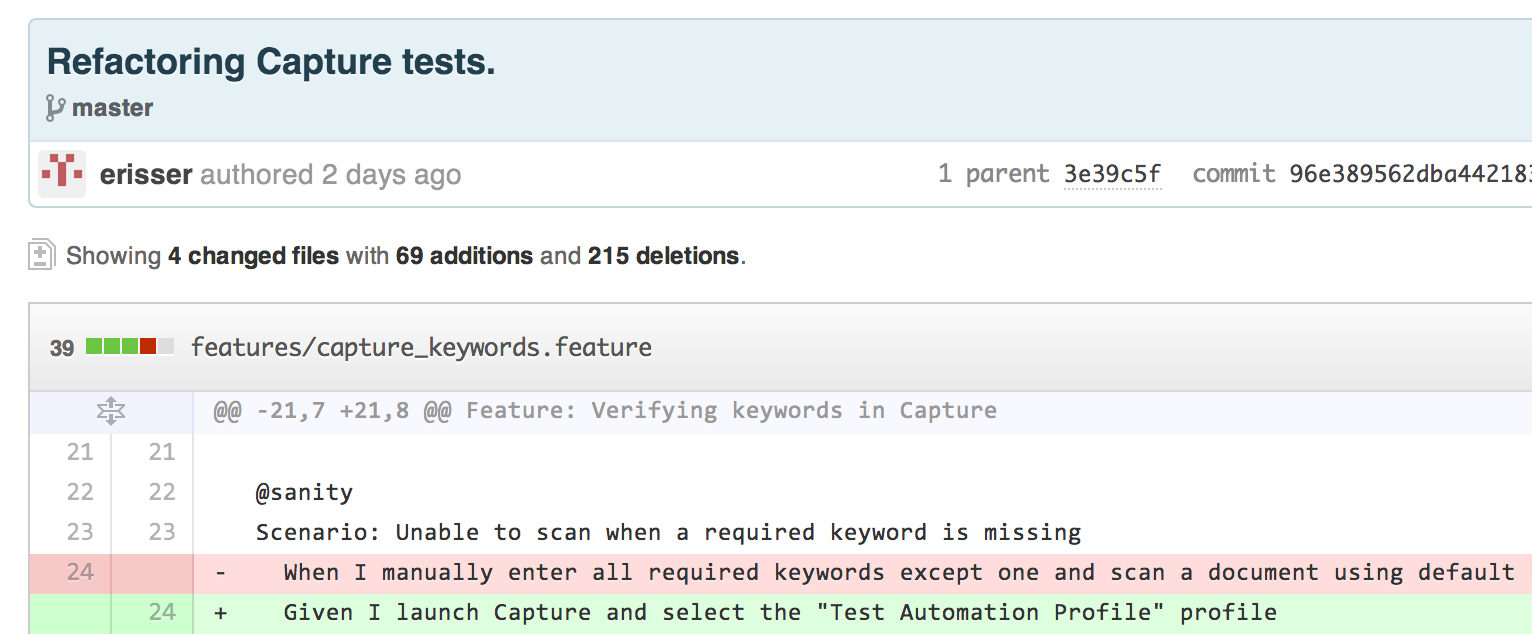 Refactoring Capture tests.
master
erisser authored 2 days ago 1 parent 3e39c5f commit 96e389562dba442183
Showing 4 changed files with 69 additions and 215 deletions.
39 features/capture_keywords.feature
@@ -21,7 +21,8 @@ Feature: Verifying keywords in Capture
21 21
22 22 @sanity
23 23 Scenario: Unable to scan when a required keyword is missing
24 - When I manually enter all required keywords except one and scan a document using default
24 + Given I launch Capture and select the "Test Automation Profile" profile